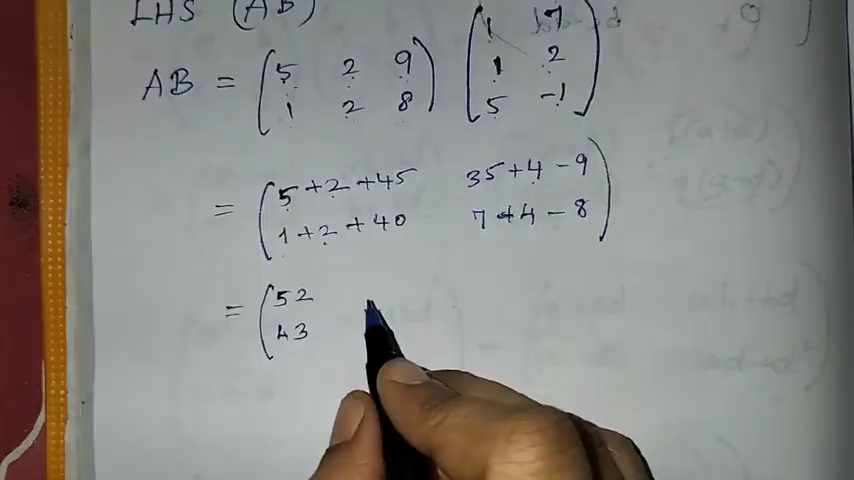 LHS (AB)
AB = ( 5 2 9 ) ( 1 7 )
( 1 2 8 ) ( 1 2 )
( 5 -1 )
= ( 5+2+45 35+4-9 )
( 1+2+40 7+4-8 )
= ( 52
43